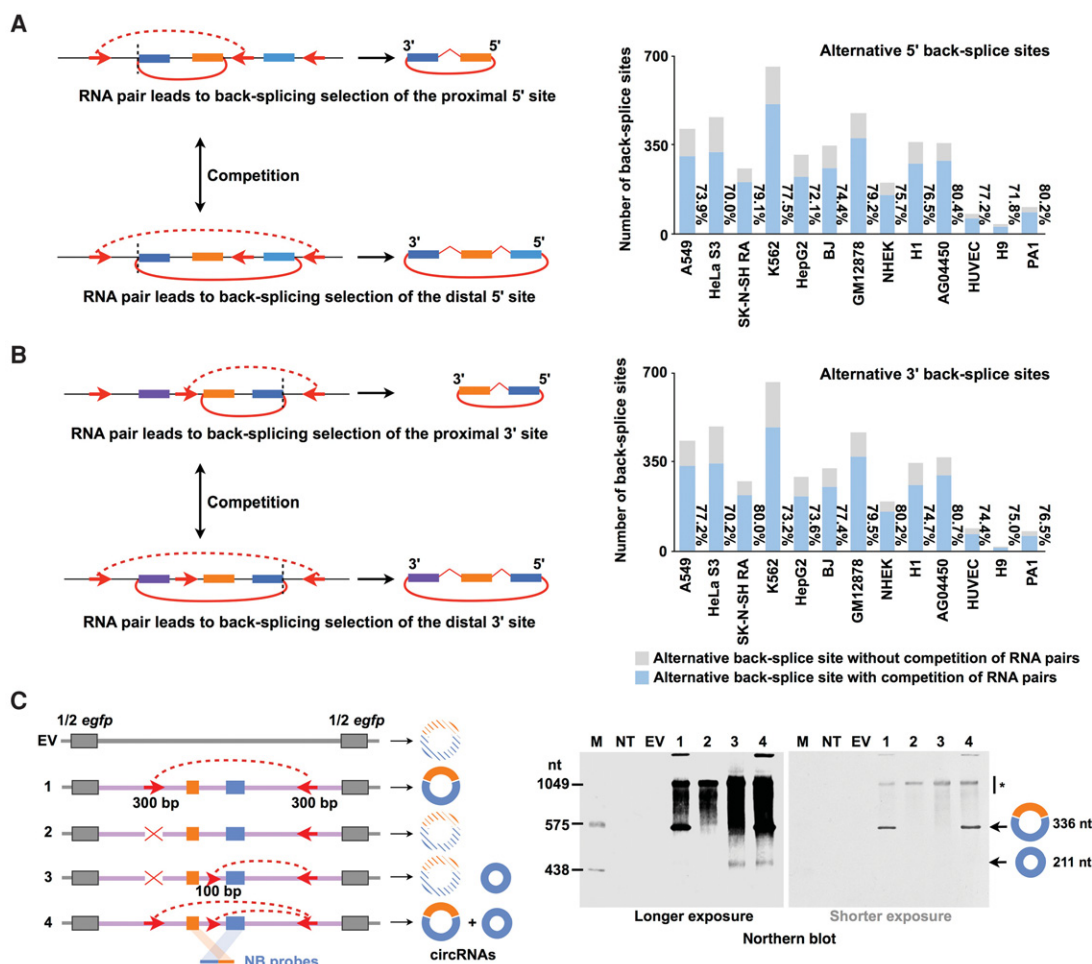 A
3' 5'
RNA pair leads to back-splicing selection of the proximal 5' site
Competition
3' 5'
RNA pair leads to back-splicing selection of the distal 5' site
Alternative 5' back-splice sites
Number of back-splice sites
700
350
0
73.9%
70.0%
79.1%
77.5%
72.1%
74.4%
79.2%
75.7%
76.5%
80.4%
77.2%
71.8%
80.2%
A549
HeLa S3
SK-N-SH RA
K562
HepG2
BJ
GM12878
NHEK
H1
AG04450
HUVEC
H9
PA1
B
3' 5'
RNA pair leads to back-splicing selection of the proximal 3' site
Competition
3' 5'
RNA pair leads to back-splicing selection of the distal 3' site
Alternative 3' back-splice sites
Number of back-splice sites
700
350
0
77.2%
70.2%
80.0%
73.2%
73.6%
77.4%
79.5%
80.2%
74.7%
80.7%
74.4%
75.0%
76.5%
A549
HeLa S3
SK-N-SH RA
K562
HepG2
BJ
GM12878
NHEK
H1
AG04450
HUVEC
H9
PA1
Alternative back-splice site without competition of RNA pairs
Alternative back-splice site with competition of RNA pairs
C
1/2 egfp 1/2 egfp
EV
1
300 bp 300 bp
2
3
100 bp
4
+
NB probes
circRNAs
M NT EV 1 2 3 4 M NT EV 1 2 3 4
nt
1049
575
438
*
336 nt
211 nt
Longer exposure Shorter exposure
Northern blot